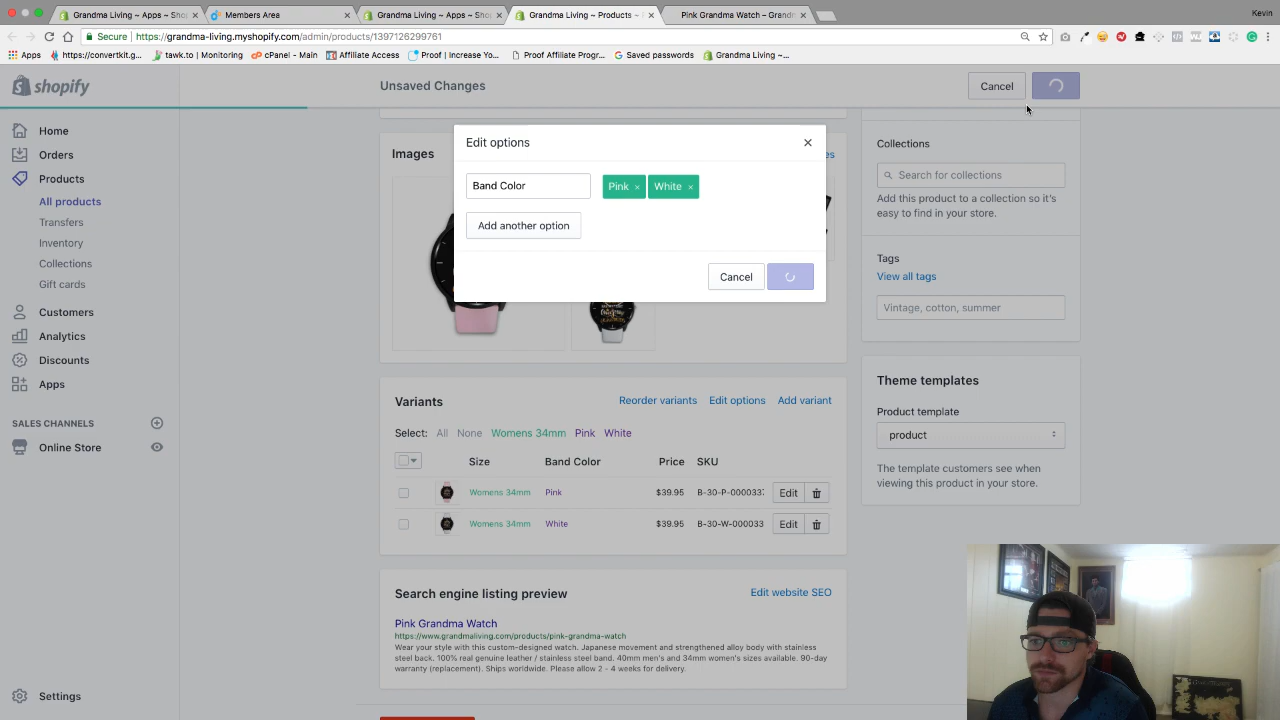 Grandma Living ~ Apps ~ Shop
Members Area
Grandma Living ~ Apps ~ Shop
Grandma Living ~ Products ~
Pink Grandma Watch – Grandm
Kevin
Secure
https://grandma-living.myshopify.com/admin/products/1397126299761
Apps
https://convertkit.g...
tawk.to | Monitoring
cPanel - Main
Affiliate Access
Proof | Increase Yo...
Proof Affiliate Progr...
Saved passwords
Grandma Living ~...
shopify
Unsaved Changes
Cancel
Home
Orders
Products
All products
Transfers
Inventory
Collections
Gift cards
Customers
Analytics
Discounts
Apps
SALES CHANNELS
Online Store
Settings
Images
Edit options
Band Color
Pink ×
White ×
Add another option
Cancel
Variants
Reorder variants
Edit options
Add variant
Select: All None Womens 34mm Pink White
Size Band Color Price SKU
Womens 34mm Pink $39.95 B-30-P-000033 Edit
Womens 34mm White $39.95 B-30-W-000033 Edit
Search engine listing preview
Edit website SEO
Pink Grandma Watch
https://www.grandmaliving.com/products/pink-grandma-watch
Wear your style with this custom-designed watch. Japanese movement and strengthened alloy body with stainless
steel back. 100% real genuine leather / stainless steel band. 40mm men's and 34mm women's sizes available. 90-day
warranty (replacement). Ships worldwide. Please allow 2 - 4 weeks for delivery.
Collections
Search for collections
Add this product to a collection so it's
easy to find in your store.
Tags
View all tags
Vintage, cotton, summer
Theme templates
Product template
product
The template customers see when
viewing this product in your store.